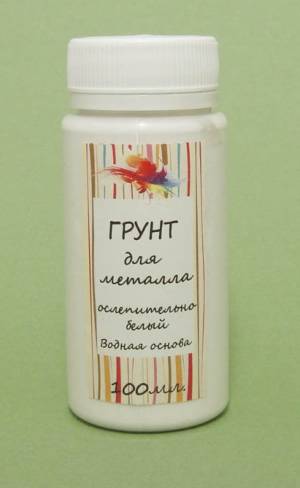 ГРУНТ
для
металла
ослепительно
белый
Водная основа
100мл.